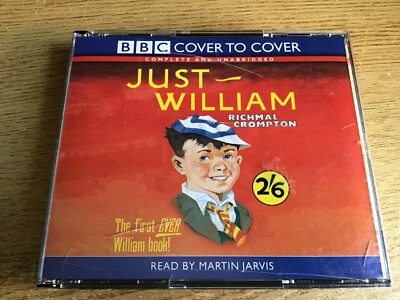 BBC COVER TO COVER
COMPLETE AND UNABRIDGED
JUST~
WILLIAM
RICHMAL
CROMPTON
2/6
The first EVER
William book!
READ BY MARTIN JARVIS